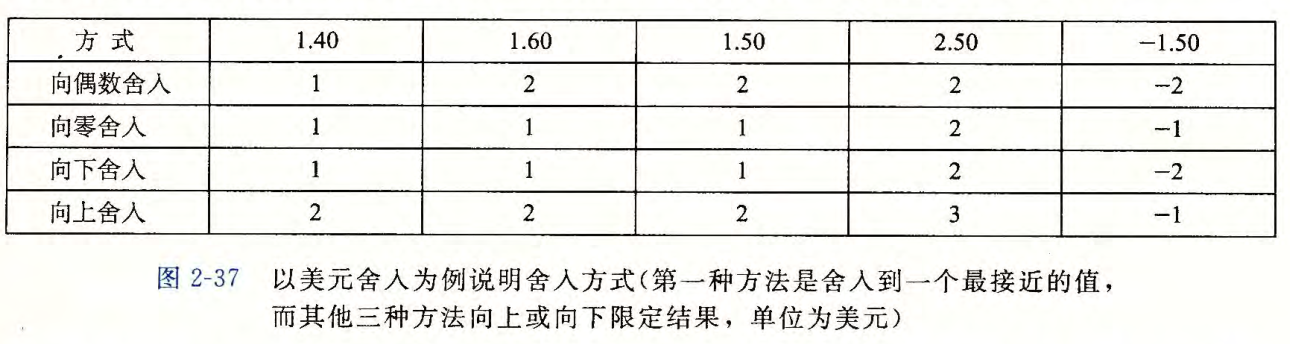 方 式 1.40 1.60 1.50 2.50 −1.50
向偶数舍入 1 2 2 2 −2
向零舍入 1 1 1 2 −1
向下舍入 1 1 1 2 −2
向上舍入 2 2 2 3 −1
图 2-37 以美元舍入为例说明舍入方式(第一种方法是舍入到一个最接近的值，
而其他三种方法向上或向下限定结果，单位为美元)